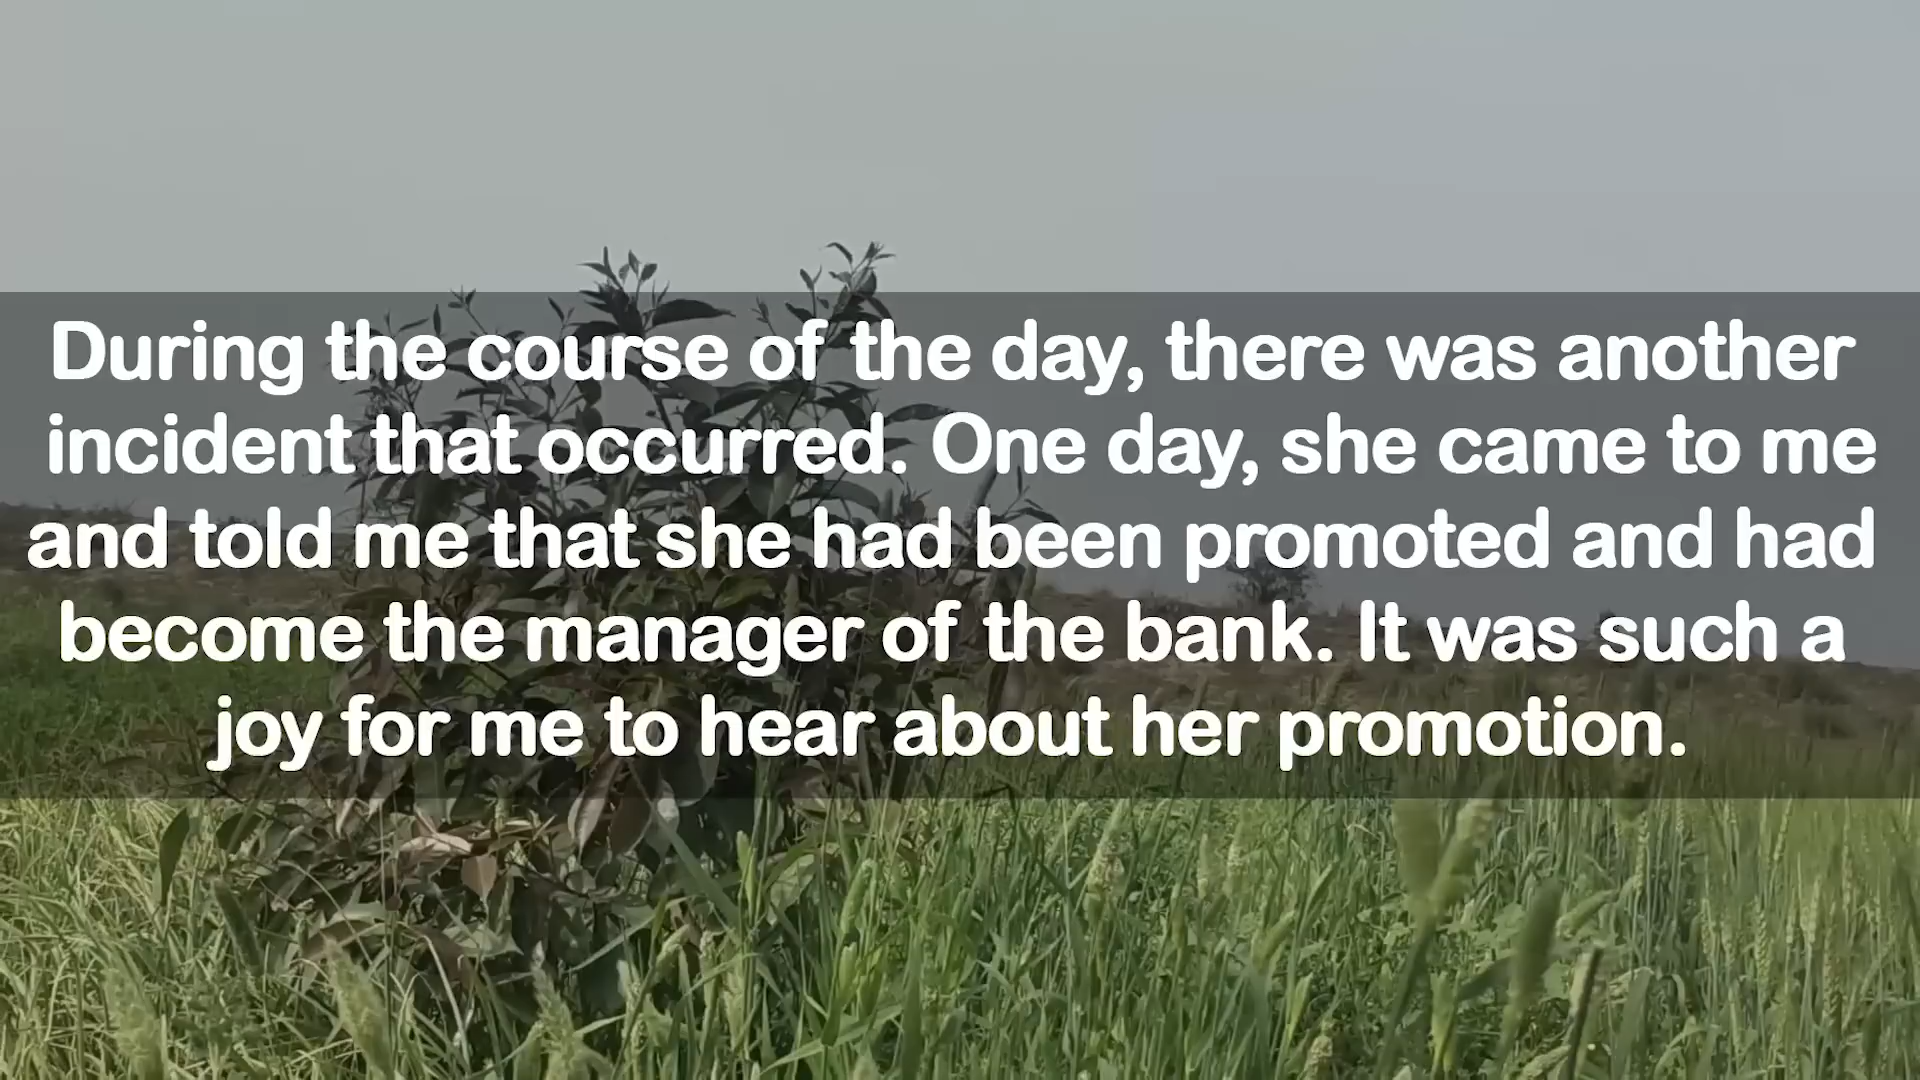 During the course of the day, there was another
incident that occurred. One day, she came to me
and told me that she had been promoted and had
become the manager of the bank. It was such a
joy for me to hear about her promotion.